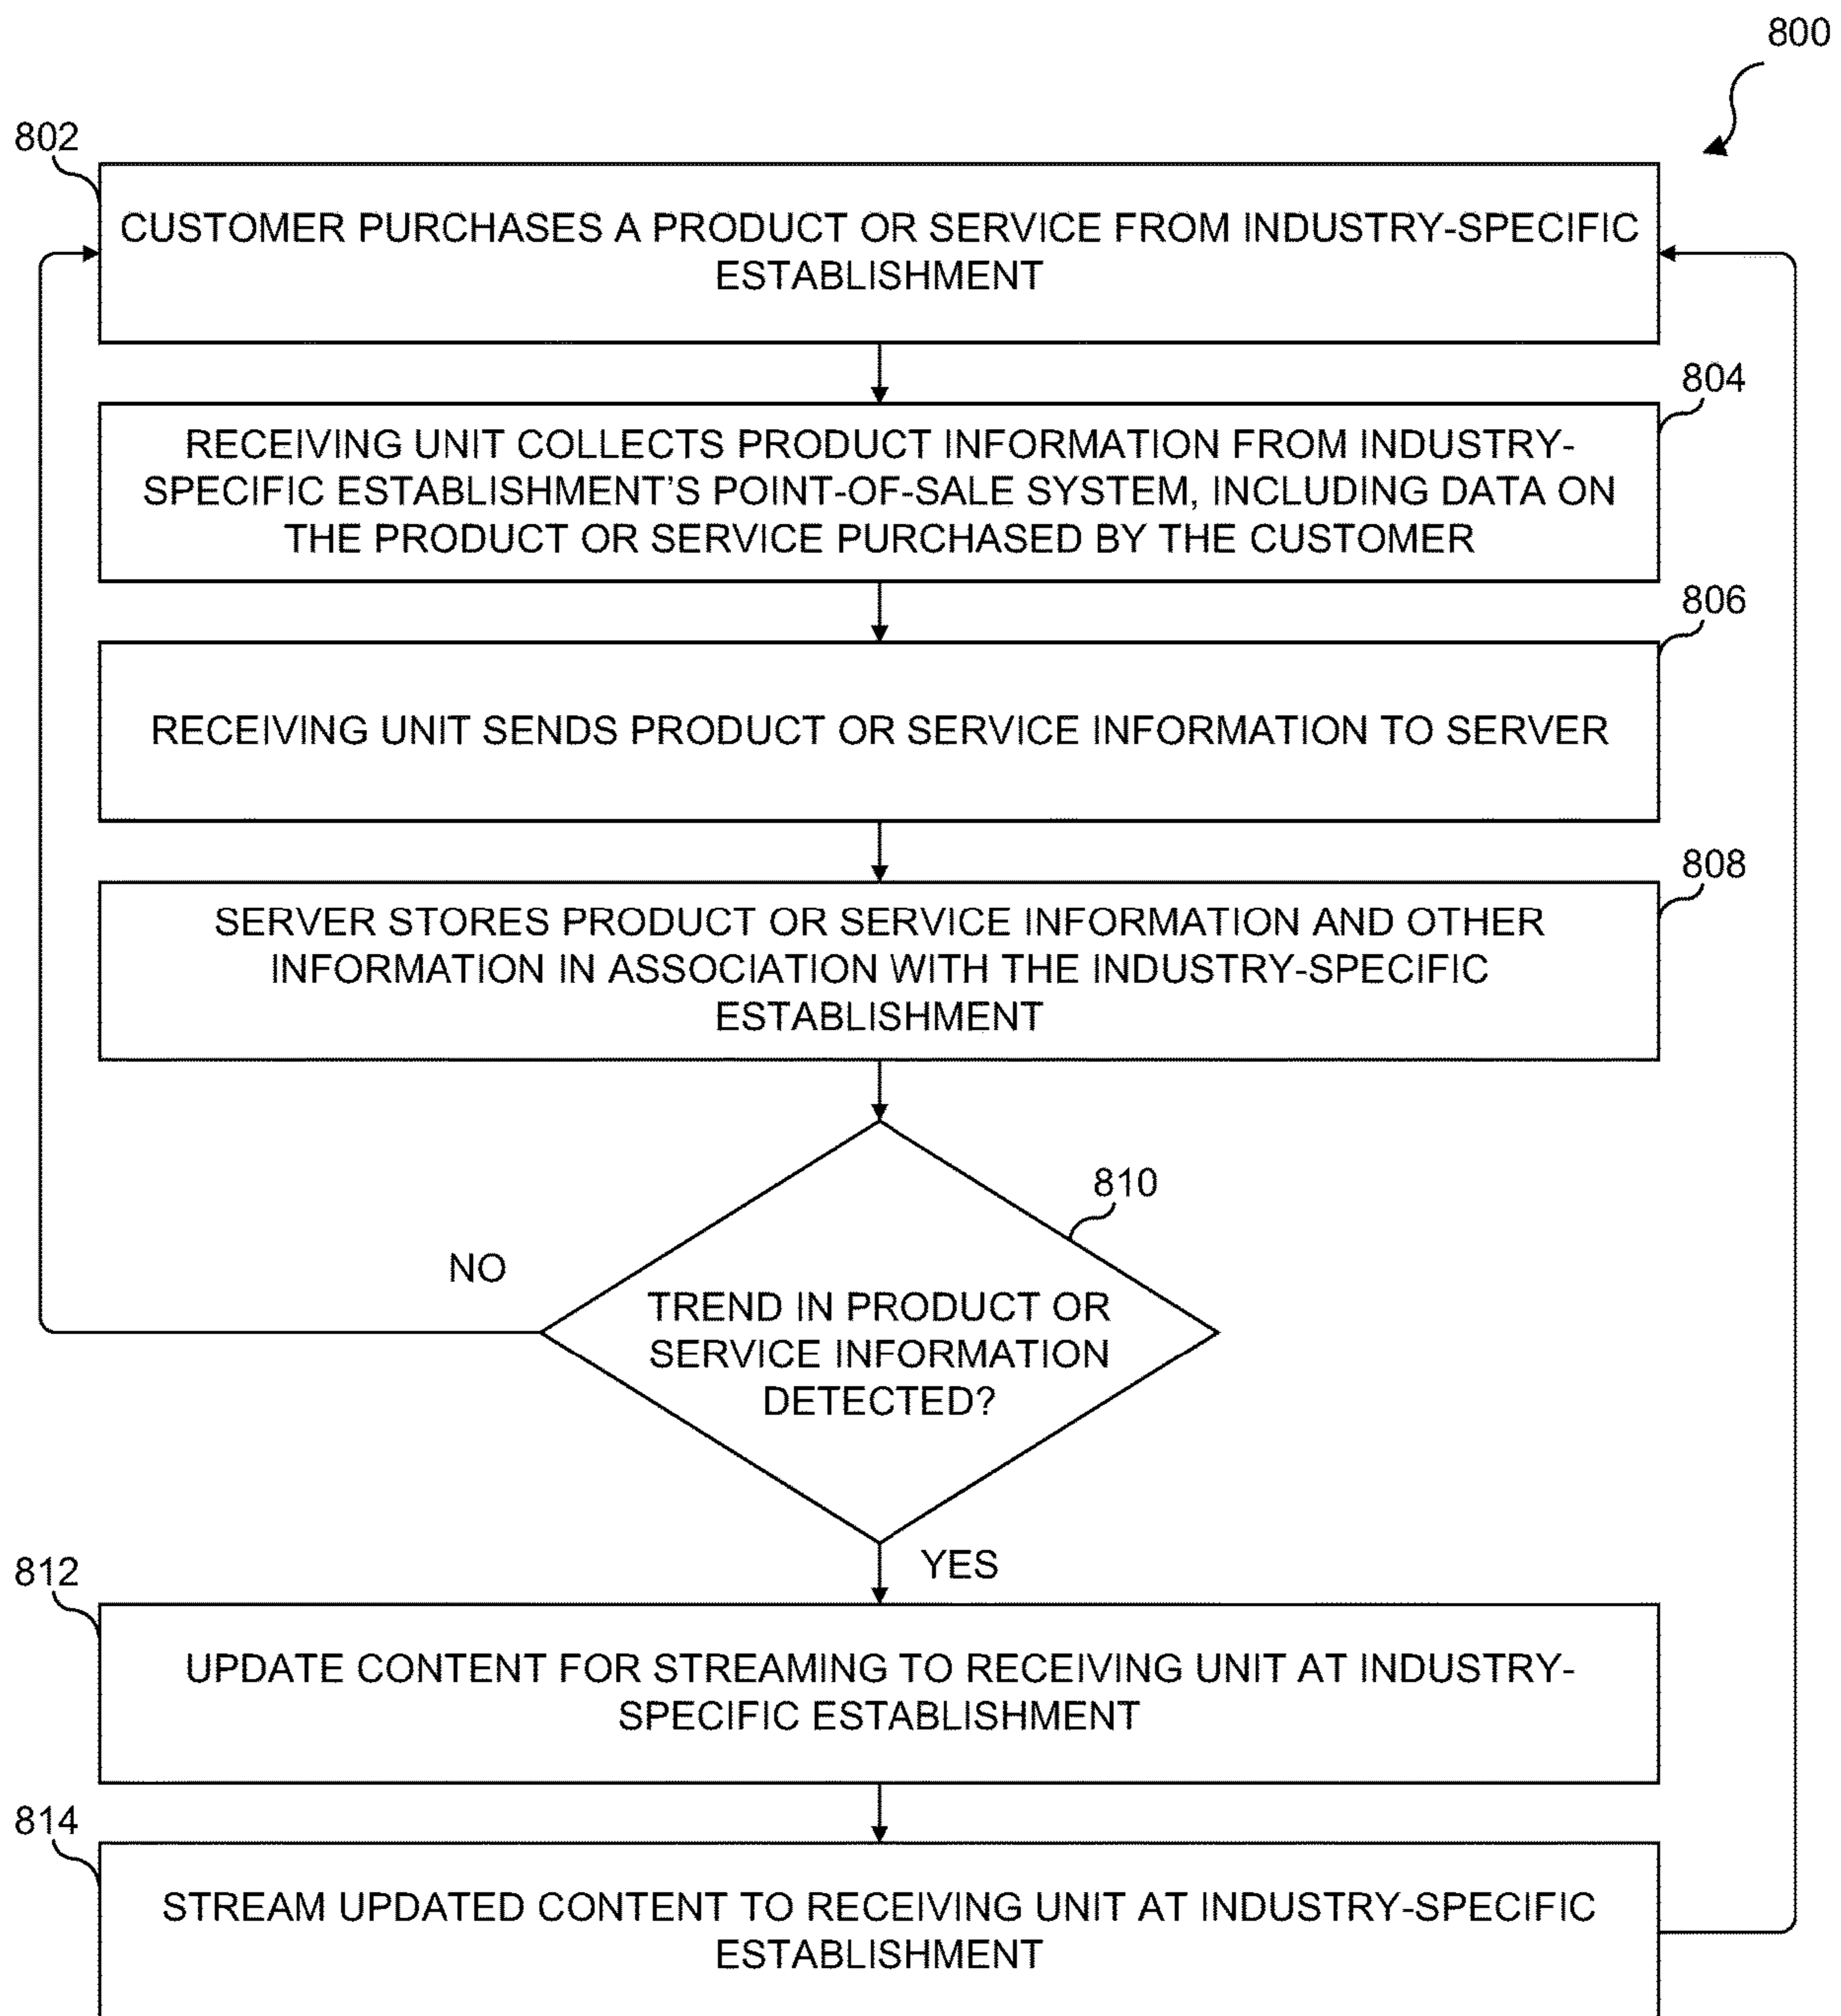 800
802
CUSTOMER PURCHASES A PRODUCT OR SERVICE FROM INDUSTRY-SPECIFIC
ESTABLISHMENT
804
RECEIVING UNIT COLLECTS PRODUCT INFORMATION FROM INDUSTRY-
SPECIFIC ESTABLISHMENT'S POINT-OF-SALE SYSTEM, INCLUDING DATA ON
THE PRODUCT OR SERVICE PURCHASED BY THE CUSTOMER
806
RECEIVING UNIT SENDS PRODUCT OR SERVICE INFORMATION TO SERVER
808
SERVER STORES PRODUCT OR SERVICE INFORMATION AND OTHER
INFORMATION IN ASSOCIATION WITH THE INDUSTRY-SPECIFIC
ESTABLISHMENT
810
NO
TREND IN PRODUCT OR
SERVICE INFORMATION
DETECTED?
YES
812
UPDATE CONTENT FOR STREAMING TO RECEIVING UNIT AT INDUSTRY-
SPECIFIC ESTABLISHMENT
814
STREAM UPDATED CONTENT TO RECEIVING UNIT AT INDUSTRY-SPECIFIC
ESTABLISHMENT